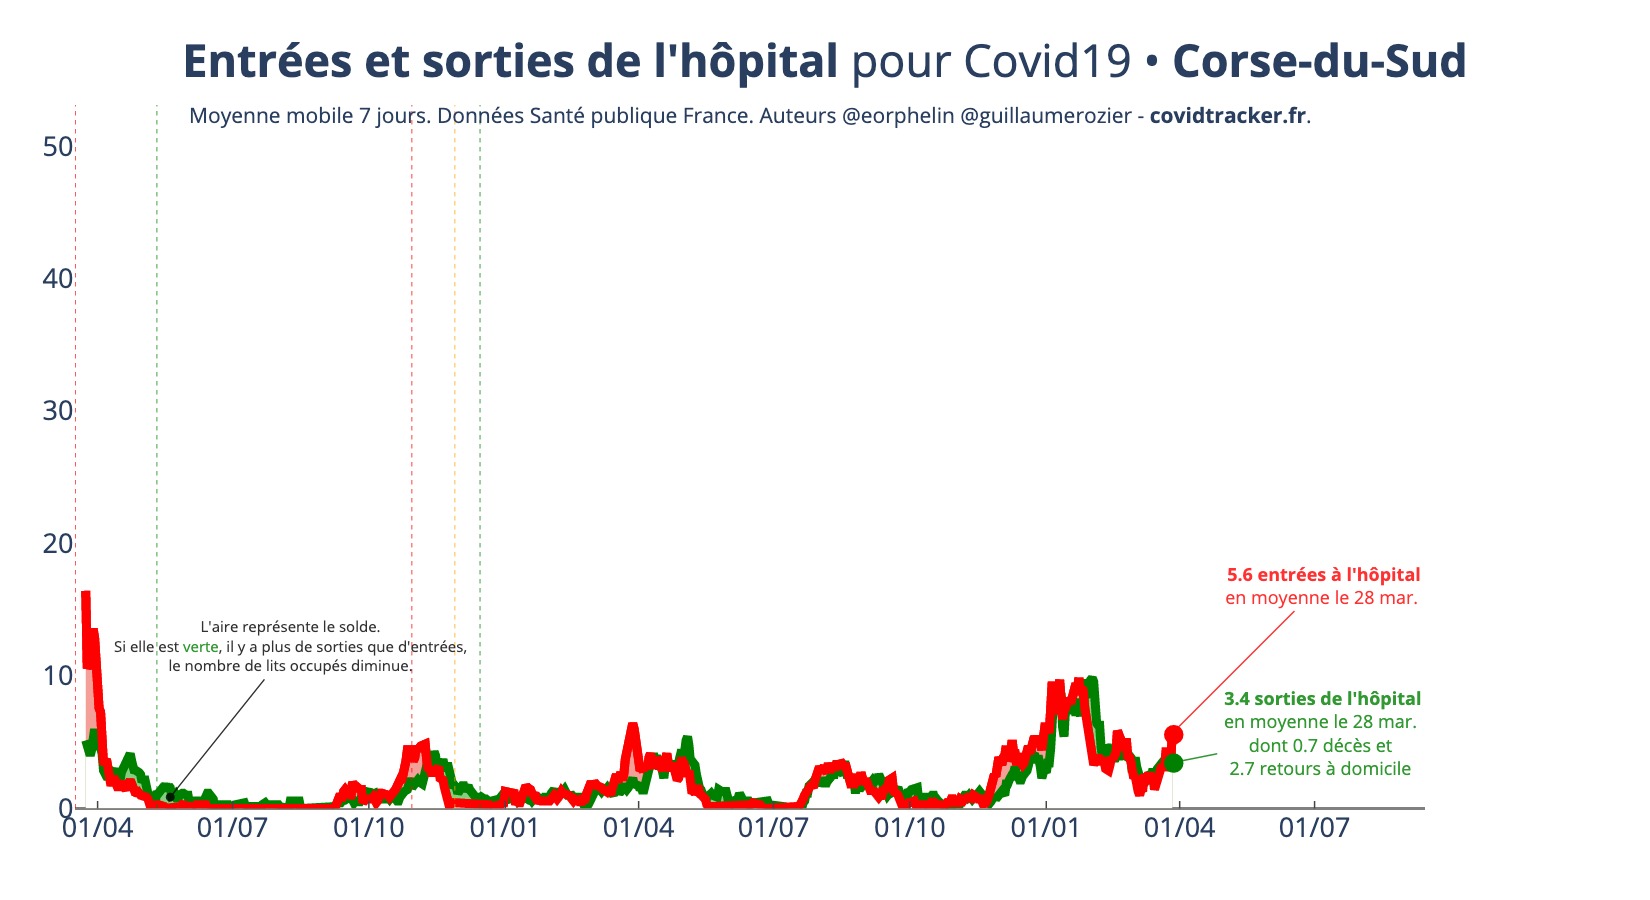 Entrées et sorties de l'hôpital pour Covid19 • Corse-du-Sud
Moyenne mobile 7 jours. Données Santé publique France. Auteurs @eorphelin @guillaumerozier - covidtracker.fr.
50
40
30
20
10
0
5.6 entrées à l'hôpital
en moyenne le 28 mar.
L'aire représente le solde.
Si elle est verte, il y a plus de sorties que d'entrées,
le nombre de lits occupés diminue.
3.4 sorties de l'hôpital
en moyenne le 28 mar.
dont 0.7 décès et
2.7 retours à domicile
01/04 01/07 01/10 01/01 01/04 01/07 01/10 01/01 01/04 01/07